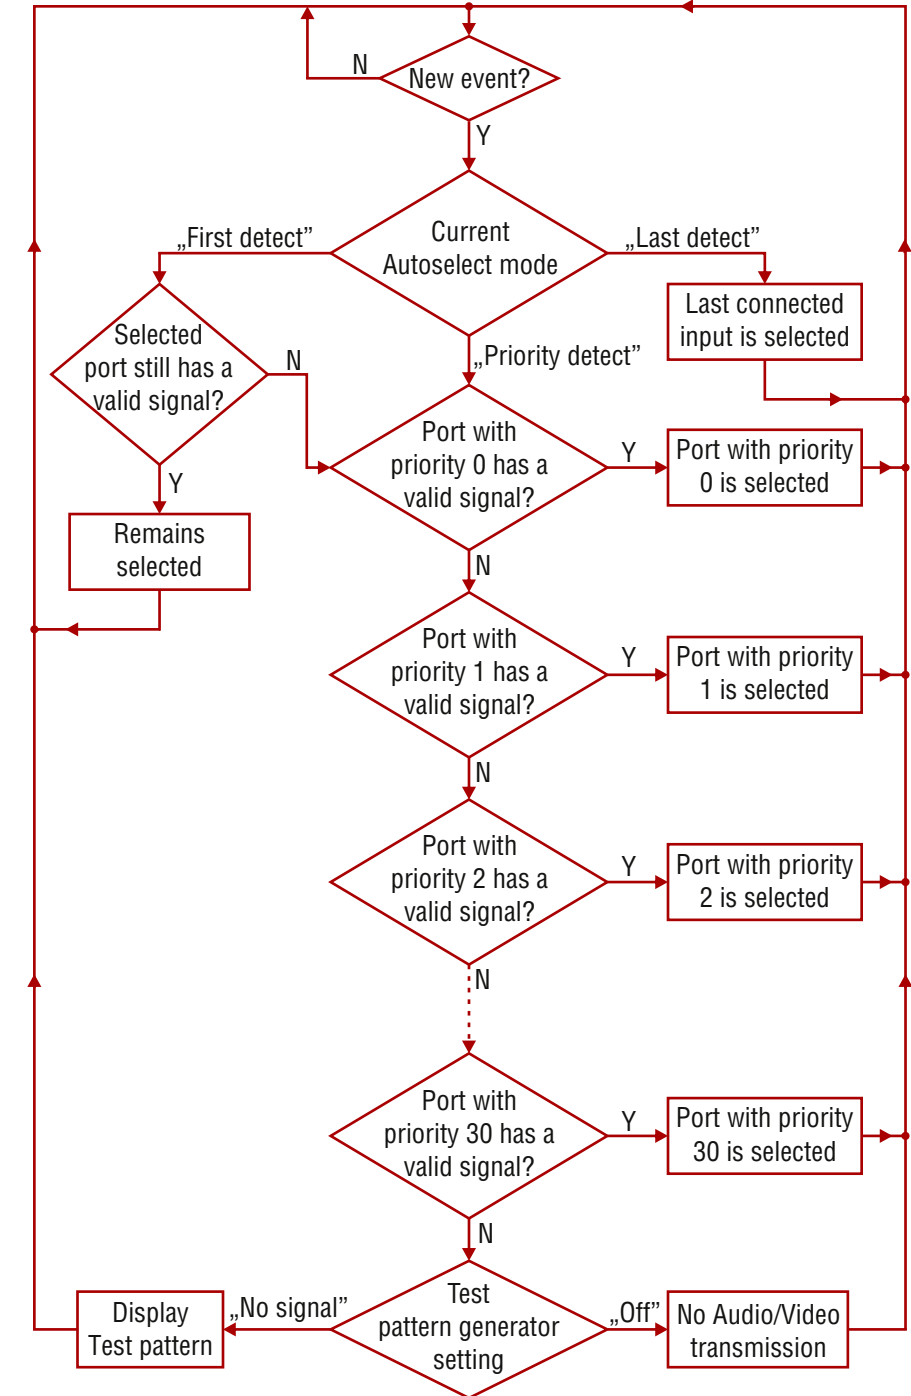 New event?
N
Y
Current
Autoselect mode
„First detect”
„Last detect”
„Priority detect”
Last connected
input is selected
Selected
port still has a
valid signal?
N
Y
Remains
selected
Port with
priority 0 has a
valid signal?
Y
Port with priority
0 is selected
N
Port with
priority 1 has a
valid signal?
Y
Port with priority
1 is selected
N
Port with
priority 2 has a
valid signal?
Y
Port with priority
2 is selected
N
Port with
priority 30 has a
valid signal?
Y
Port with priority
30 is selected
N
Test
pattern generator
setting
„No signal”
Display
Test pattern
„Off”
No Audio/Video
transmission